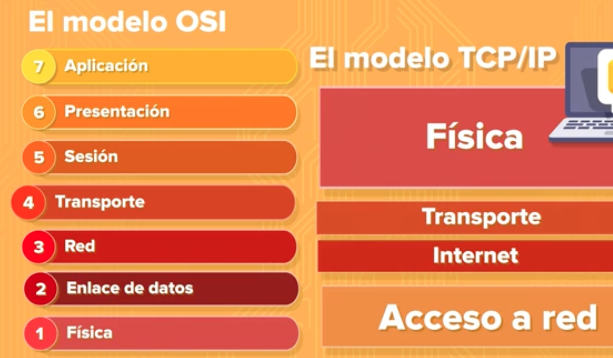 El modelo OSI
7 Aplicación
6 Presentación
5 Sesión
4 Transporte
3 Red
2 Enlace de datos
1 Física
El modelo TCP/IP
Física
Transporte
Internet
Acceso a red